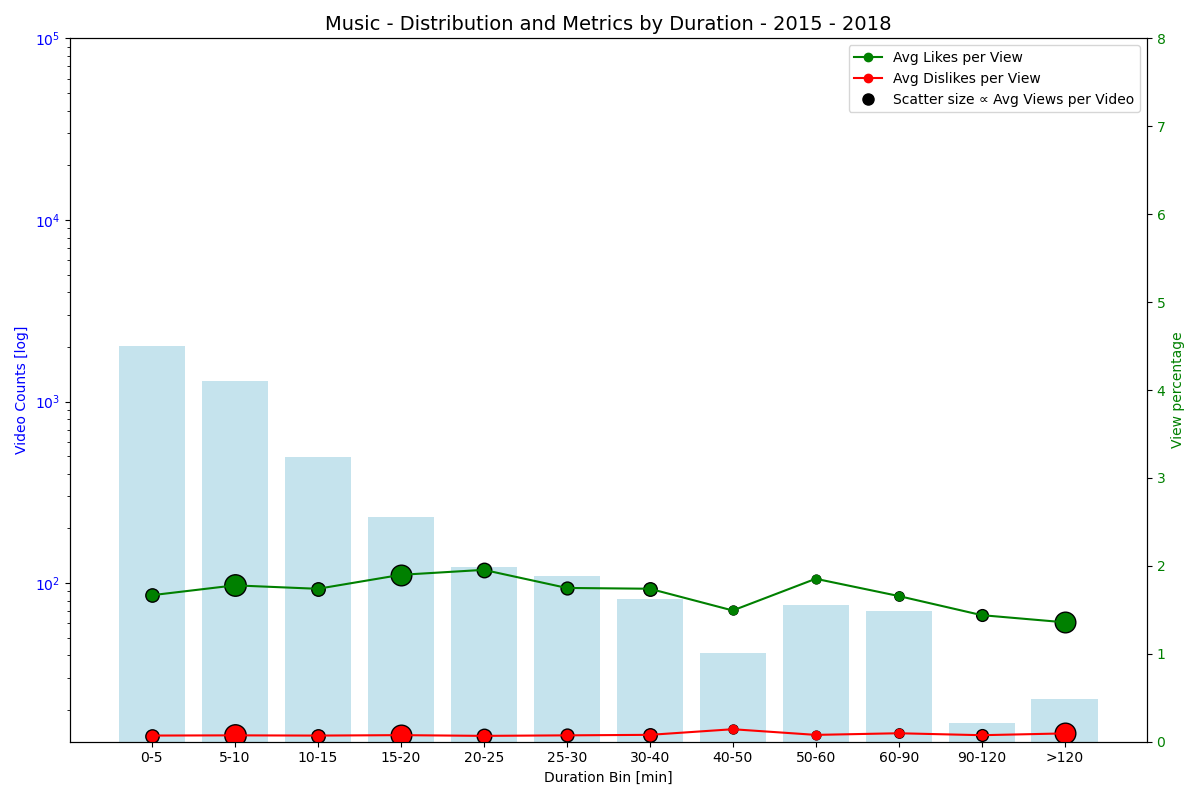 Music - Distribution and Metrics by Duration - 2015 - 2018
Avg Likes per View
Avg Dislikes per View
Scatter size ∝ Avg Views per Video
Video Counts [log]
10^5
10^4
10^3
10^2
View percentage
8
7
6
5
4
3
2
1
0
0-5 5-10 10-15 15-20 20-25 25-30 30-40 40-50 50-60 60-90 90-120 >120
Duration Bin [min]